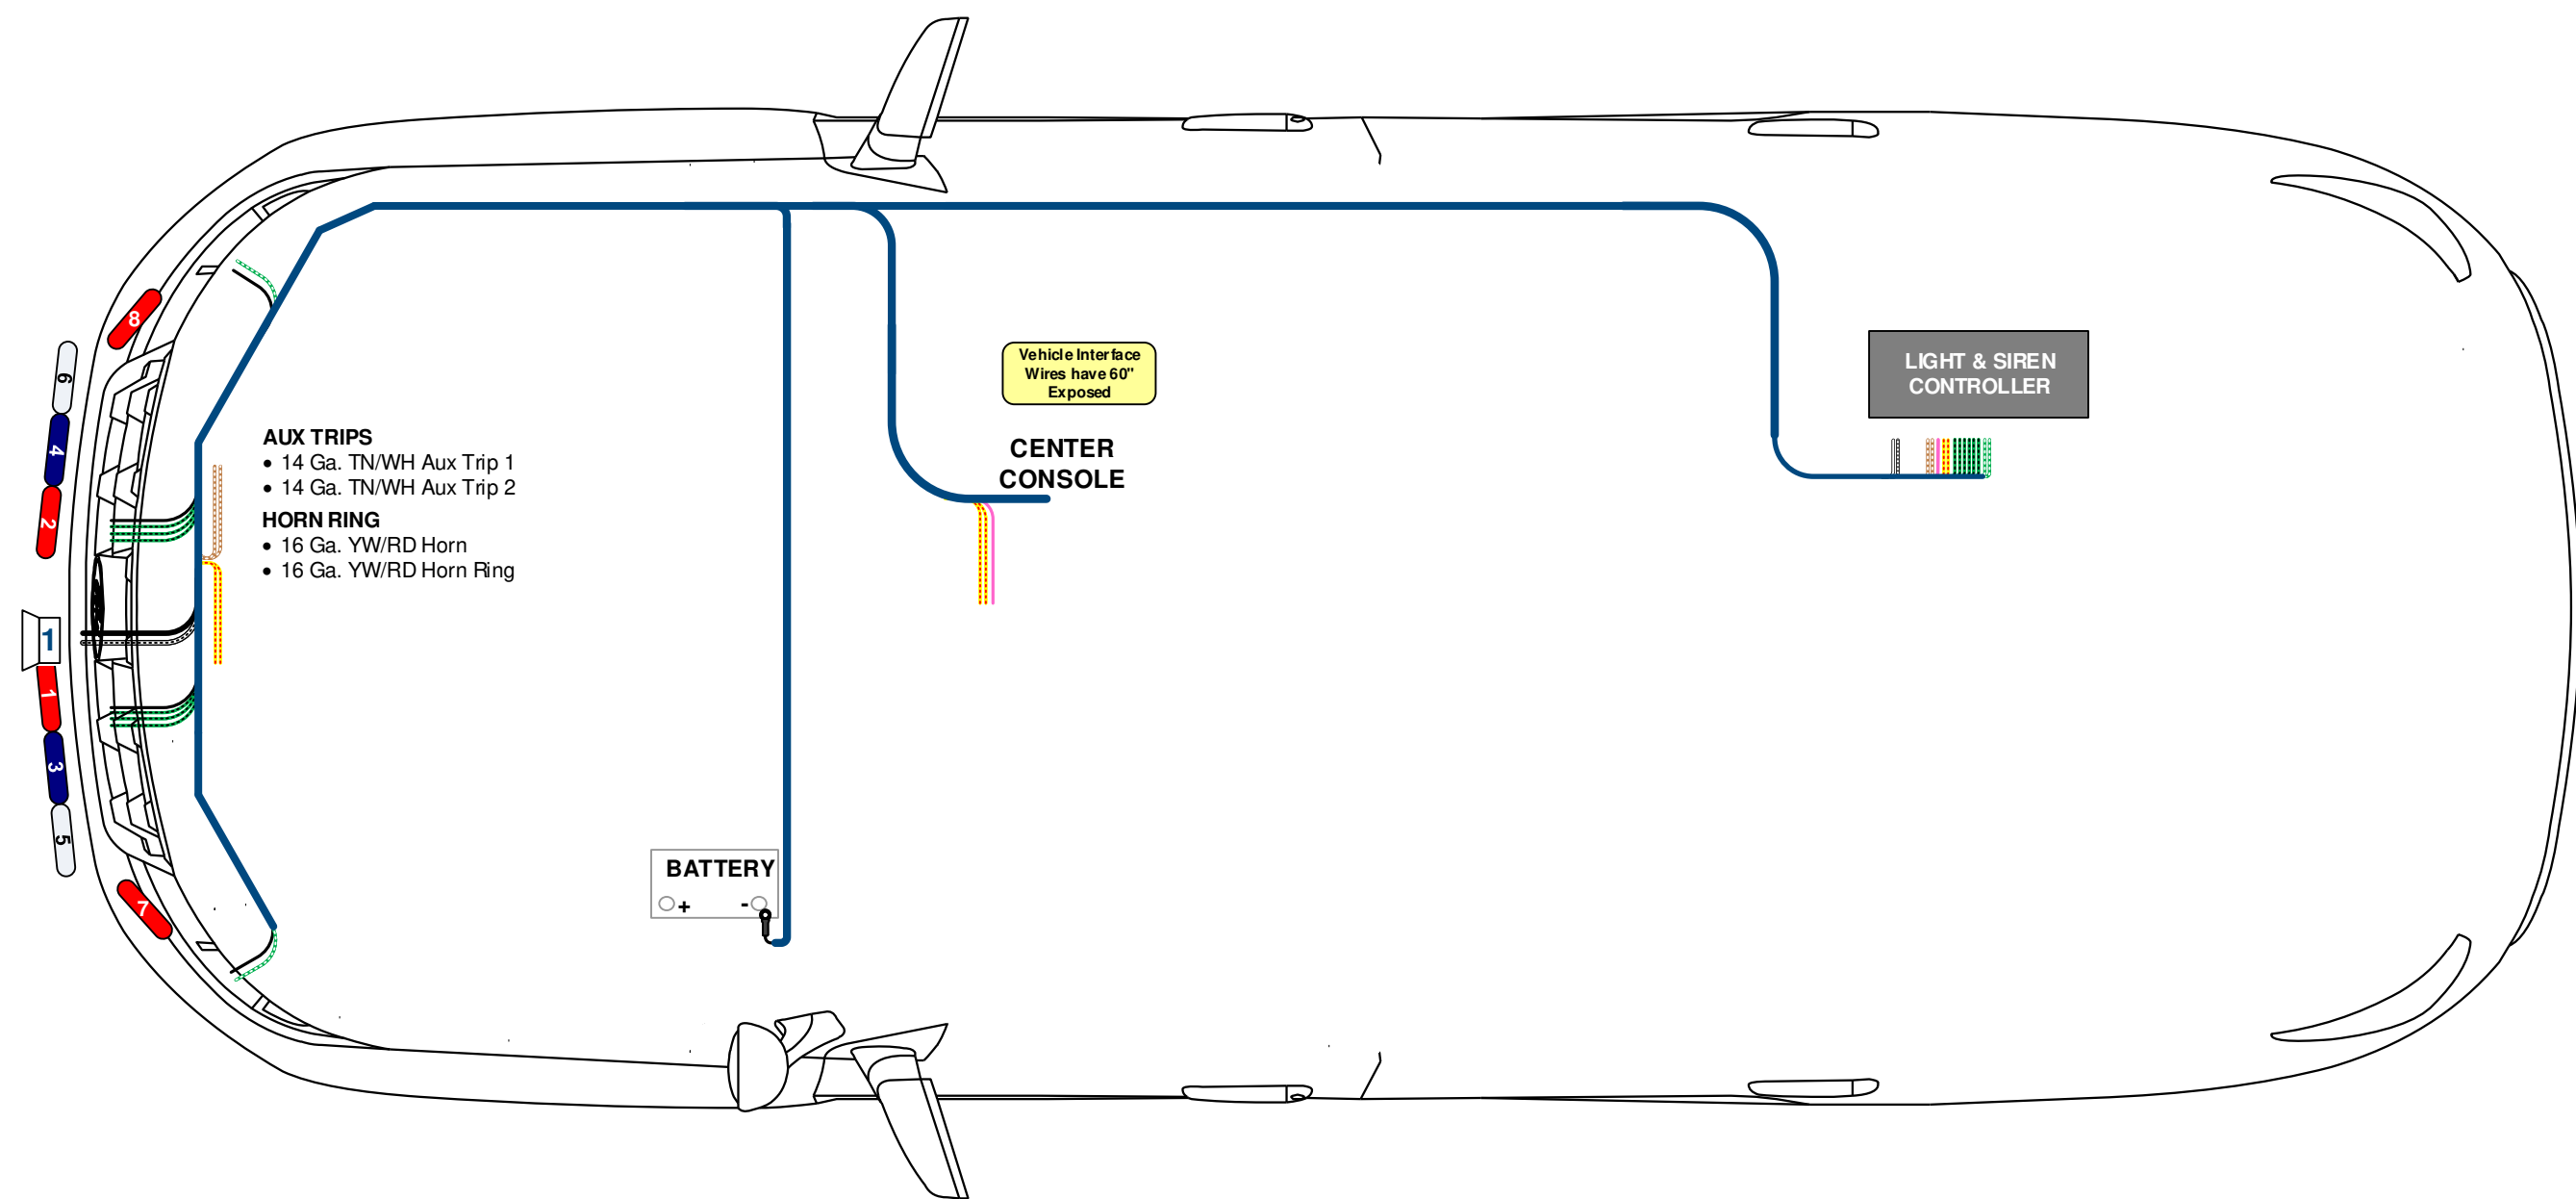 8
6
4
2
1
1
3
5
7
AUX TRIPS
• 14 Ga. TN/WH Aux Trip 1
• 14 Ga. TN/WH Aux Trip 2
HORN RING
• 16 Ga. YW/RD Horn
• 16 Ga. YW/RD Horn Ring
BATTERY
+ -
Vehicle Interface
Wires have 60"
Exposed
CENTER
CONSOLE
LIGHT & SIREN
CONTROLLER